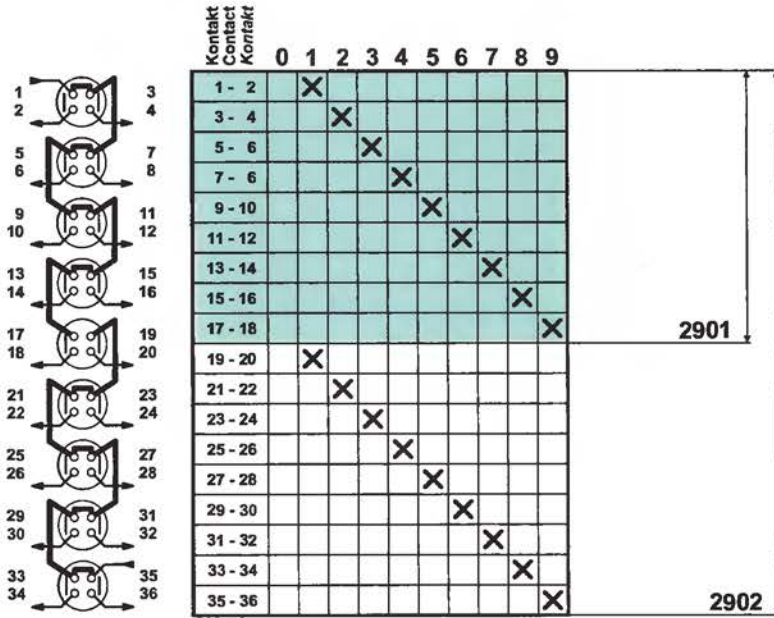 Kontakt
Contact
Kontakt
0 1 2 3 4 5 6 7 8 9
1 3
2 4
5 7
6 8
9 11
10 12
13 15
14 16
17 19
18 20
21 23
22 24
25 27
26 28
29 31
30 32
33 35
34 36
1 - 2
3 - 4
5 - 6
7 - 6
9 - 10
11 - 12
13 - 14
15 - 16
17 - 18
19 - 20
21 - 22
23 - 24
25 - 26
27 - 28
29 - 30
31 - 32
33 - 34
35 - 36
2901
2902